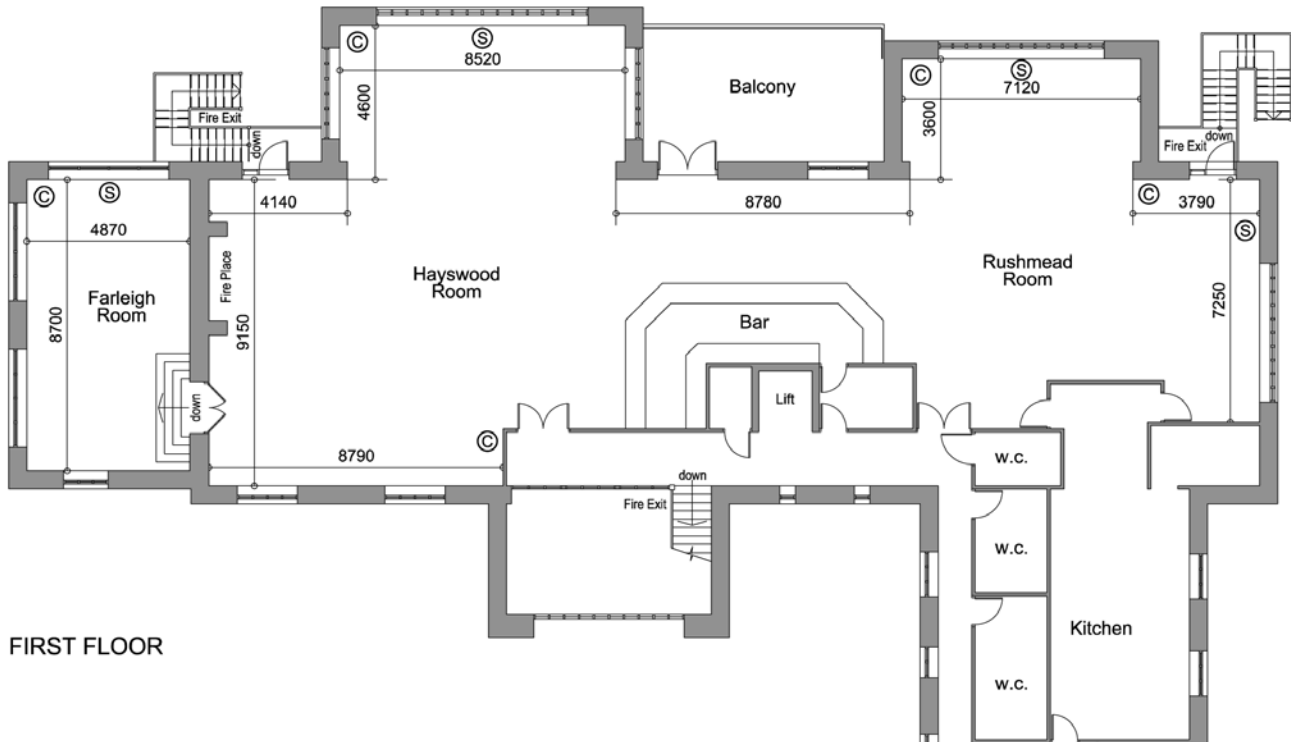 Ⓒ
Ⓢ
8520
4600
Balcony
Ⓒ
Ⓢ
7120
3600
Fire Exit
down
Fire Exit
down
Ⓒ
Ⓢ
4870
8700
Farleigh
Room
down
4140
Fire Place
9150
Hayswood
Room
8790
Ⓒ
8780
Bar
Lift
Rushmead
Room
Ⓒ
3790
Ⓢ
7250
down
Fire Exit
W.C.
W.C.
W.C.
Kitchen
FIRST FLOOR